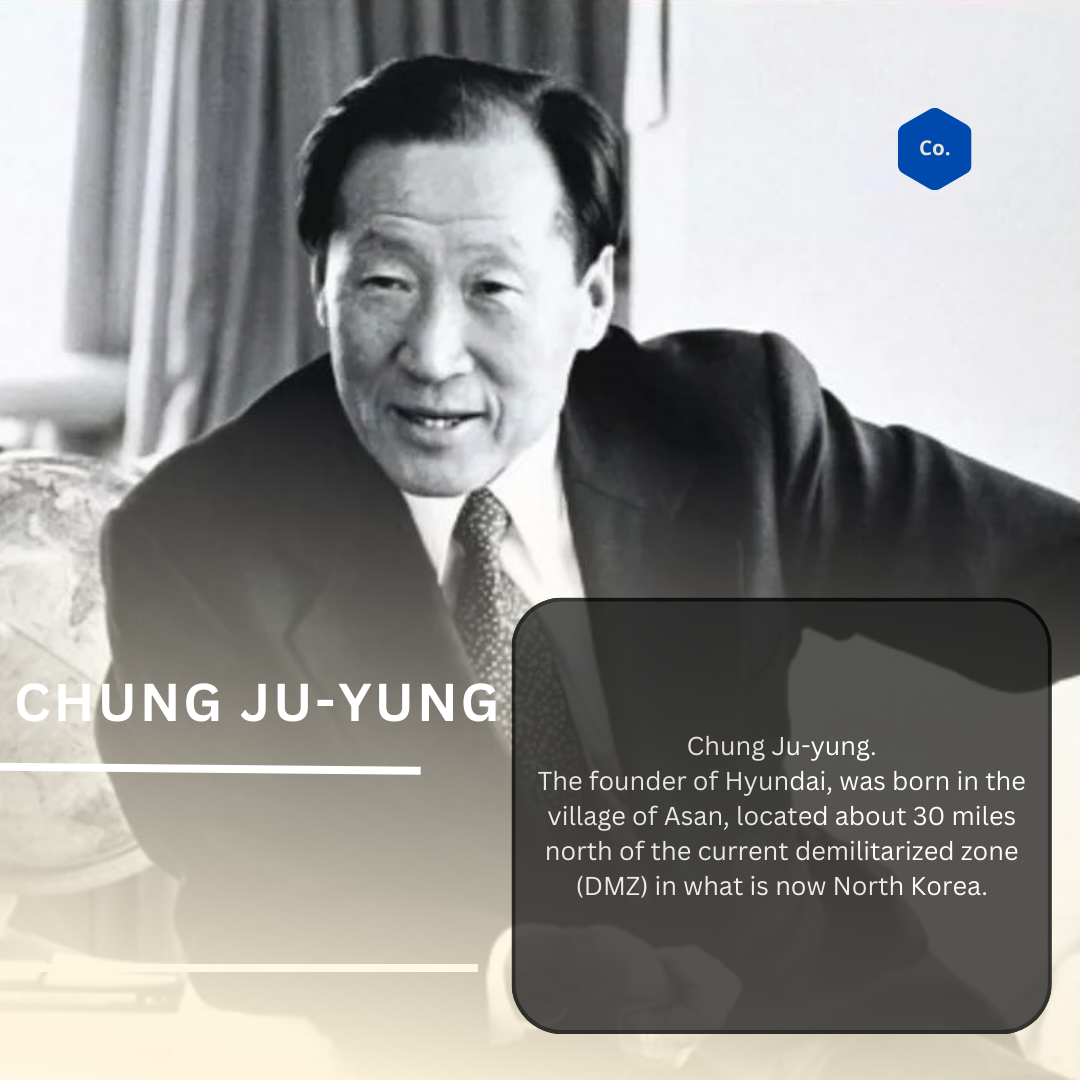 Co.
CHUNG JU-YUNG
Chung Ju-yung.
The founder of Hyundai, was born in the
village of Asan, located about 30 miles
north of the current demilitarized zone
(DMZ) in what is now North Korea.